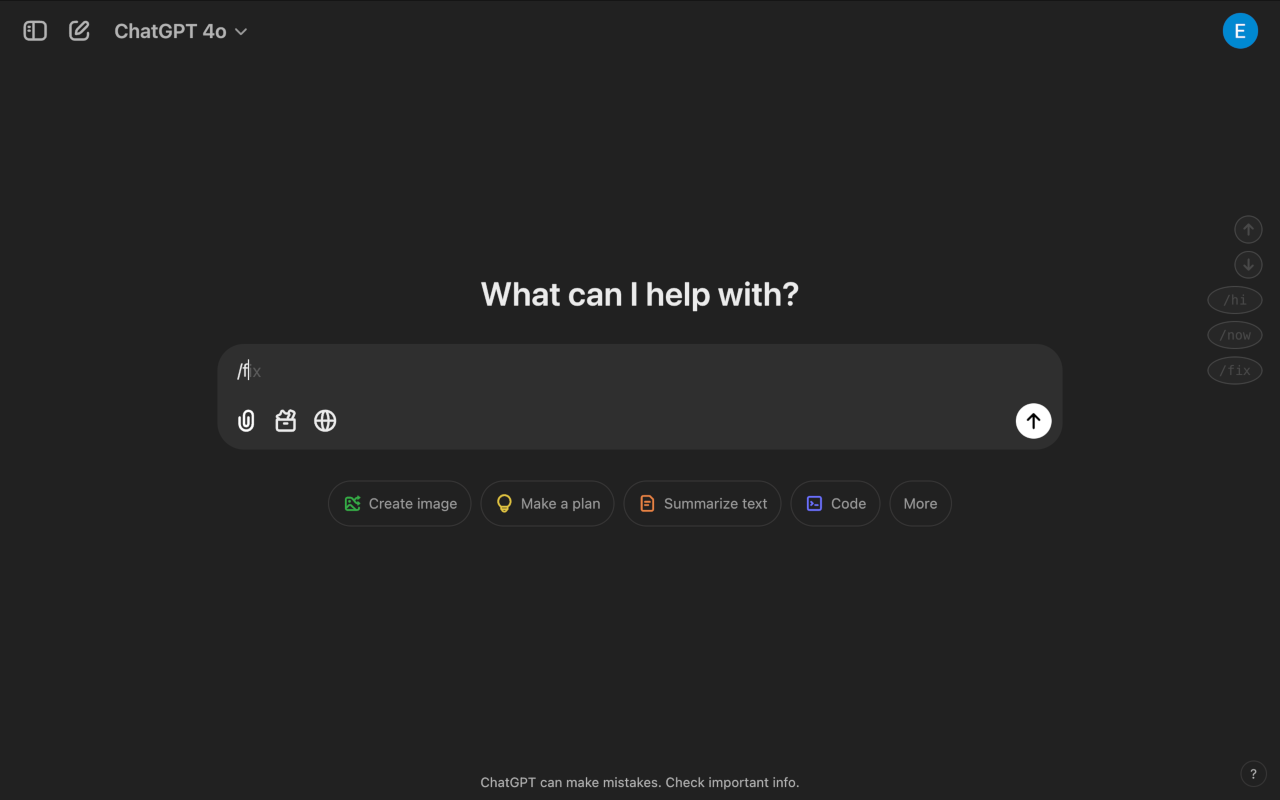 ChatGPT 4o
E
/hi
/now
/fix
What can I help with?
/fix
Create image
Make a plan
Summarize text
Code
More
ChatGPT can make mistakes. Check important info.
?